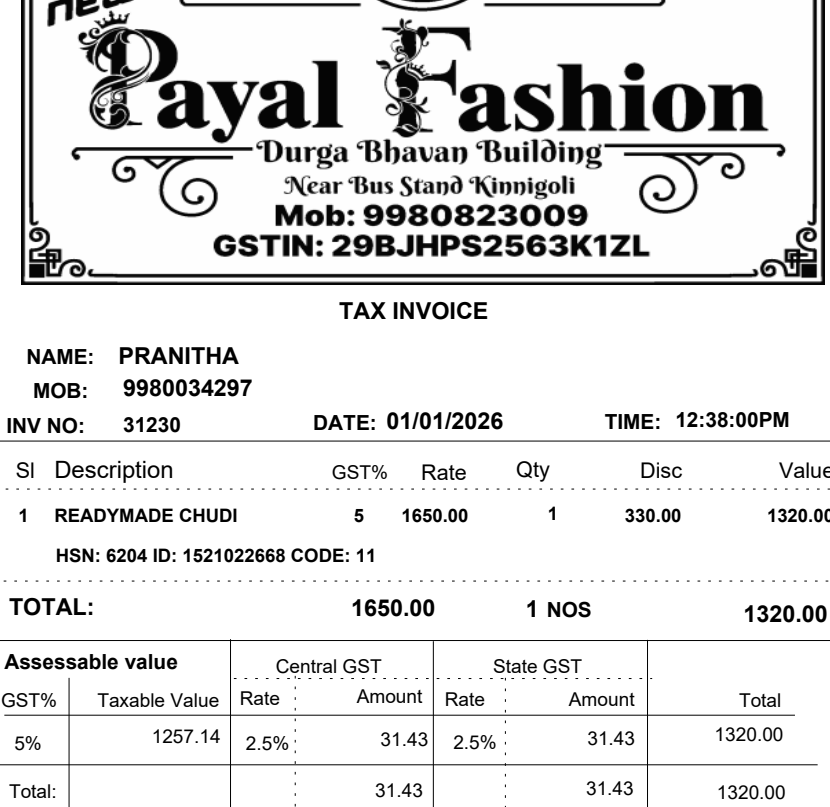 new
Payal Fashion
Durga Bhavan Building
Near Bus Stand Kinnigoli
Mob: 9980823009
GSTIN: 29BJHPS2563K1ZL
TAX INVOICE
NAME: PRANITHA
MOB: 9980034297
INV NO: 31230 DATE: 01/01/2026 TIME: 12:38:00PM
Sl Description GST% Rate Qty Disc Value
1 READYMADE CHUDI 5 1650.00 1 330.00 1320.00
HSN: 6204 ID: 1521022668 CODE: 11
TOTAL: 1650.00 1 NOS 1320.00
Assessable value Central GST State GST
GST% Taxable Value Rate Amount Rate Amount Total
5% 1257.14 2.5% 31.43 2.5% 31.43 1320.00
Total: 31.43 31.43 1320.00